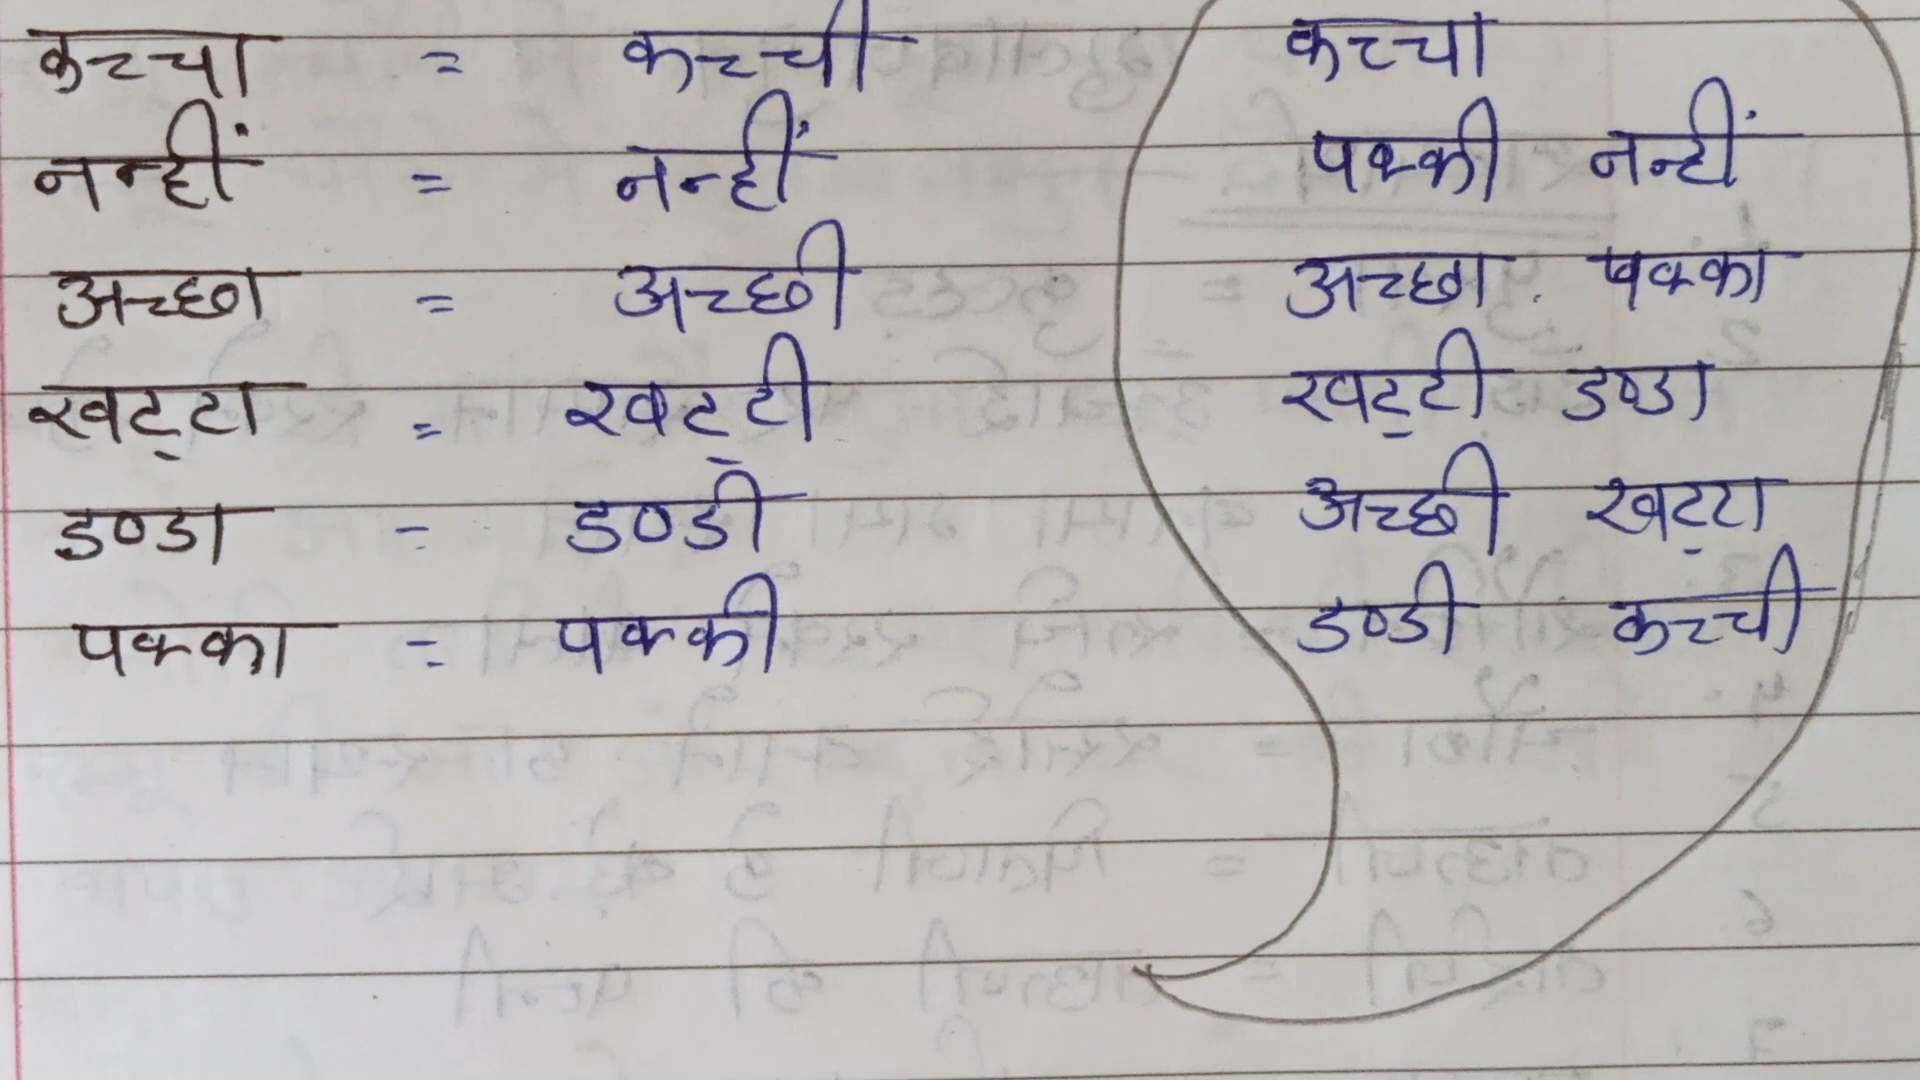 कच्चा = कच्ची कच्चा
नन्हीं = नन्हीं पक्की नन्हीं
अच्छा = अच्छी अच्छा . पक्का
खट्टा = खट्टी खट्टी डण्डा
डण्डा = डण्डी अच्छी खट्टा
पक्का = पक्की डण्डी कच्ची